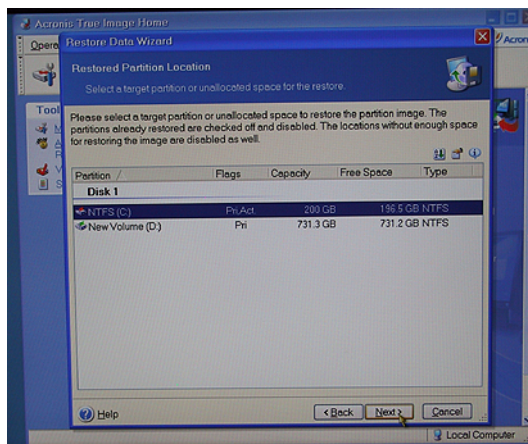 Acronis True Image Home
Opera
Acron
Tool
Restore Data Wizard
Restored Partition Location
Select a target partition or unallocated space for the restore.
Please select a target partition or unallocated space to restore the partition image. The
partitions already restored are checked off and disabled. The locations without enough space
for restoring the image are disabled as well.
Partition / Flags Capacity Free Space Type
Disk 1
NTFS (C:) Pri,Act. 200 GB 196.5 GB NTFS
New Volume (D:) Pri 731.3 GB 731.2 GB NTFS
Help < Back Next > Cancel
Local Computer